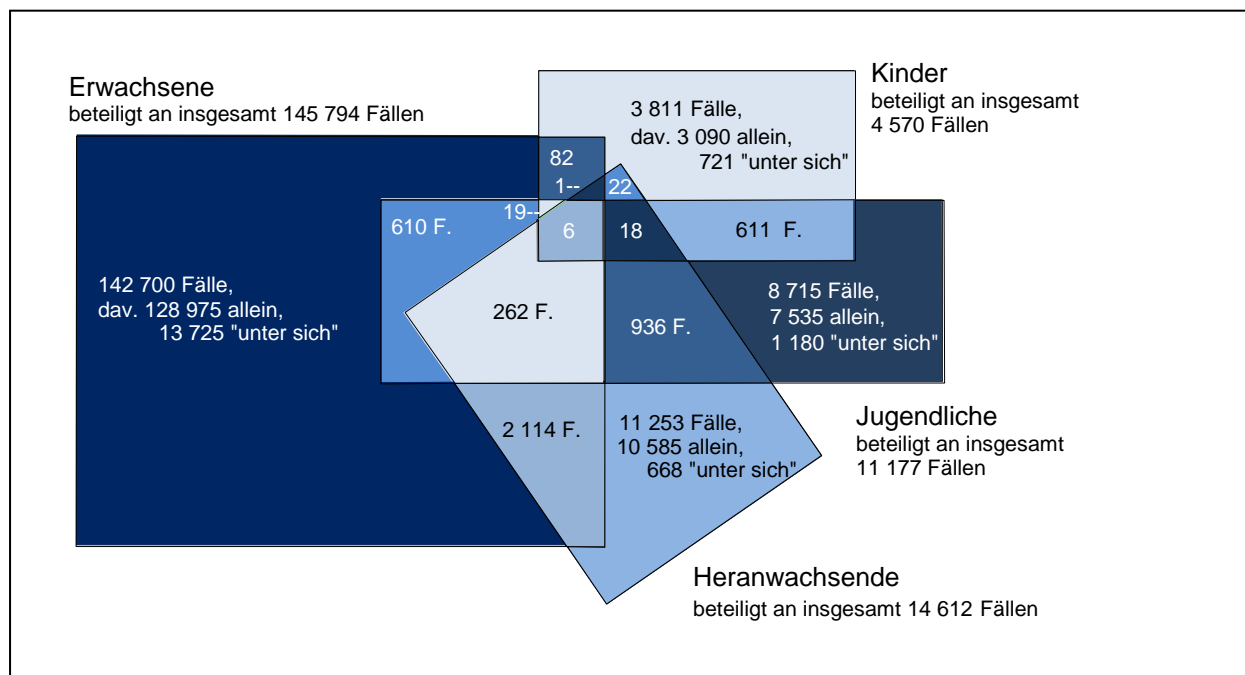 Erwachsene
beteiligt an insgesamt 145 794 Fällen
Kinder
beteiligt an insgesamt
4 570 Fällen
3 811 Fälle,
dav. 3 090 allein,
721 "unter sich"
82
1--
22
19--
610 F.
6
18
611 F.
142 700 Fälle,
dav. 128 975 allein,
13 725 "unter sich"
262 F.
936 F.
8 715 Fälle,
7 535 allein,
1 180 "unter sich"
2 114 F.
11 253 Fälle,
10 585 allein,
668 "unter sich"
Jugendliche
beteiligt an insgesamt
11 177 Fällen
Heranwachsende
beteiligt an insgesamt 14 612 Fällen